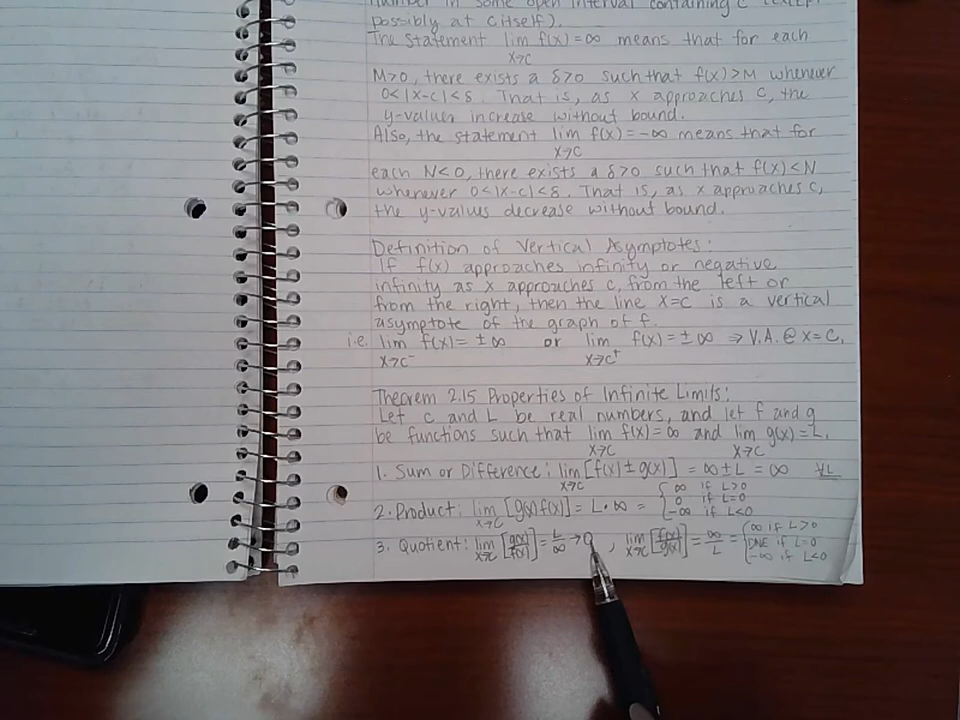 number in some open interval containing c (except
possibly at c itself).
The statement lim f(x) = ∞ means that for each
x→c
M>0, there exists a δ>0 such that f(x)>M whenever
0<|x-c|<δ. That is, as x approaches c, the
y-values increase without bound.
Also, the statement lim f(x) = -∞ means that for
x→c
each N<0, there exists a δ>0 such that f(x)<N
whenever 0<|x-c|<δ. That is, as x approaches c,
the y-values decrease without bound.
Definition of Vertical Asymptotes:
If f(x) approaches infinity or negative
infinity as x approaches c, from the left or
from the right, then the line x=c is a vertical
asymptote of the graph of f.
i.e. lim f(x) = ±∞ or lim f(x) = ±∞ ⇒ V.A. @ x=c.
x→c⁻ x→c⁺
Theorem 2.15 Properties of Infinite Limits:
Let c and L be real numbers, and let f and g
be functions such that lim f(x) = ∞ and lim g(x) = L.
x→c x→c
1. Sum or Difference: lim [f(x) ± g(x)] = ∞ ± L = ∞ ∀L
x→c
2. Product: lim [g(x)f(x)] = L·∞ = { ∞ if L>0
x→c 0 if L=0
-∞ if L<0
3. Quotient: lim [g(x)/f(x)] = L/∞ → 0, lim [f(x)/g(x)] = ∞/L = { ∞ if L>0
x→c x→c DNE if L=0
-∞ if L<0